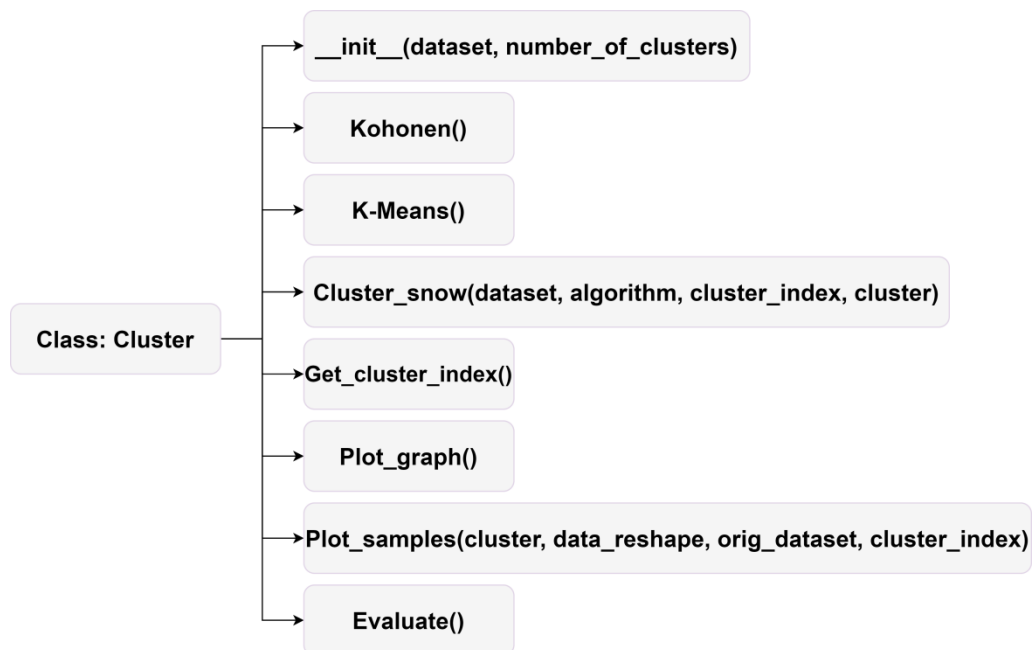 __init__(dataset, number_of_clusters)
Kohonen()
K-Means()
Cluster_snow(dataset, algorithm, cluster_index, cluster)
Class: Cluster
Get_cluster_index()
Plot_graph()
Plot_samples(cluster, data_reshape, orig_dataset, cluster_index)
Evaluate()